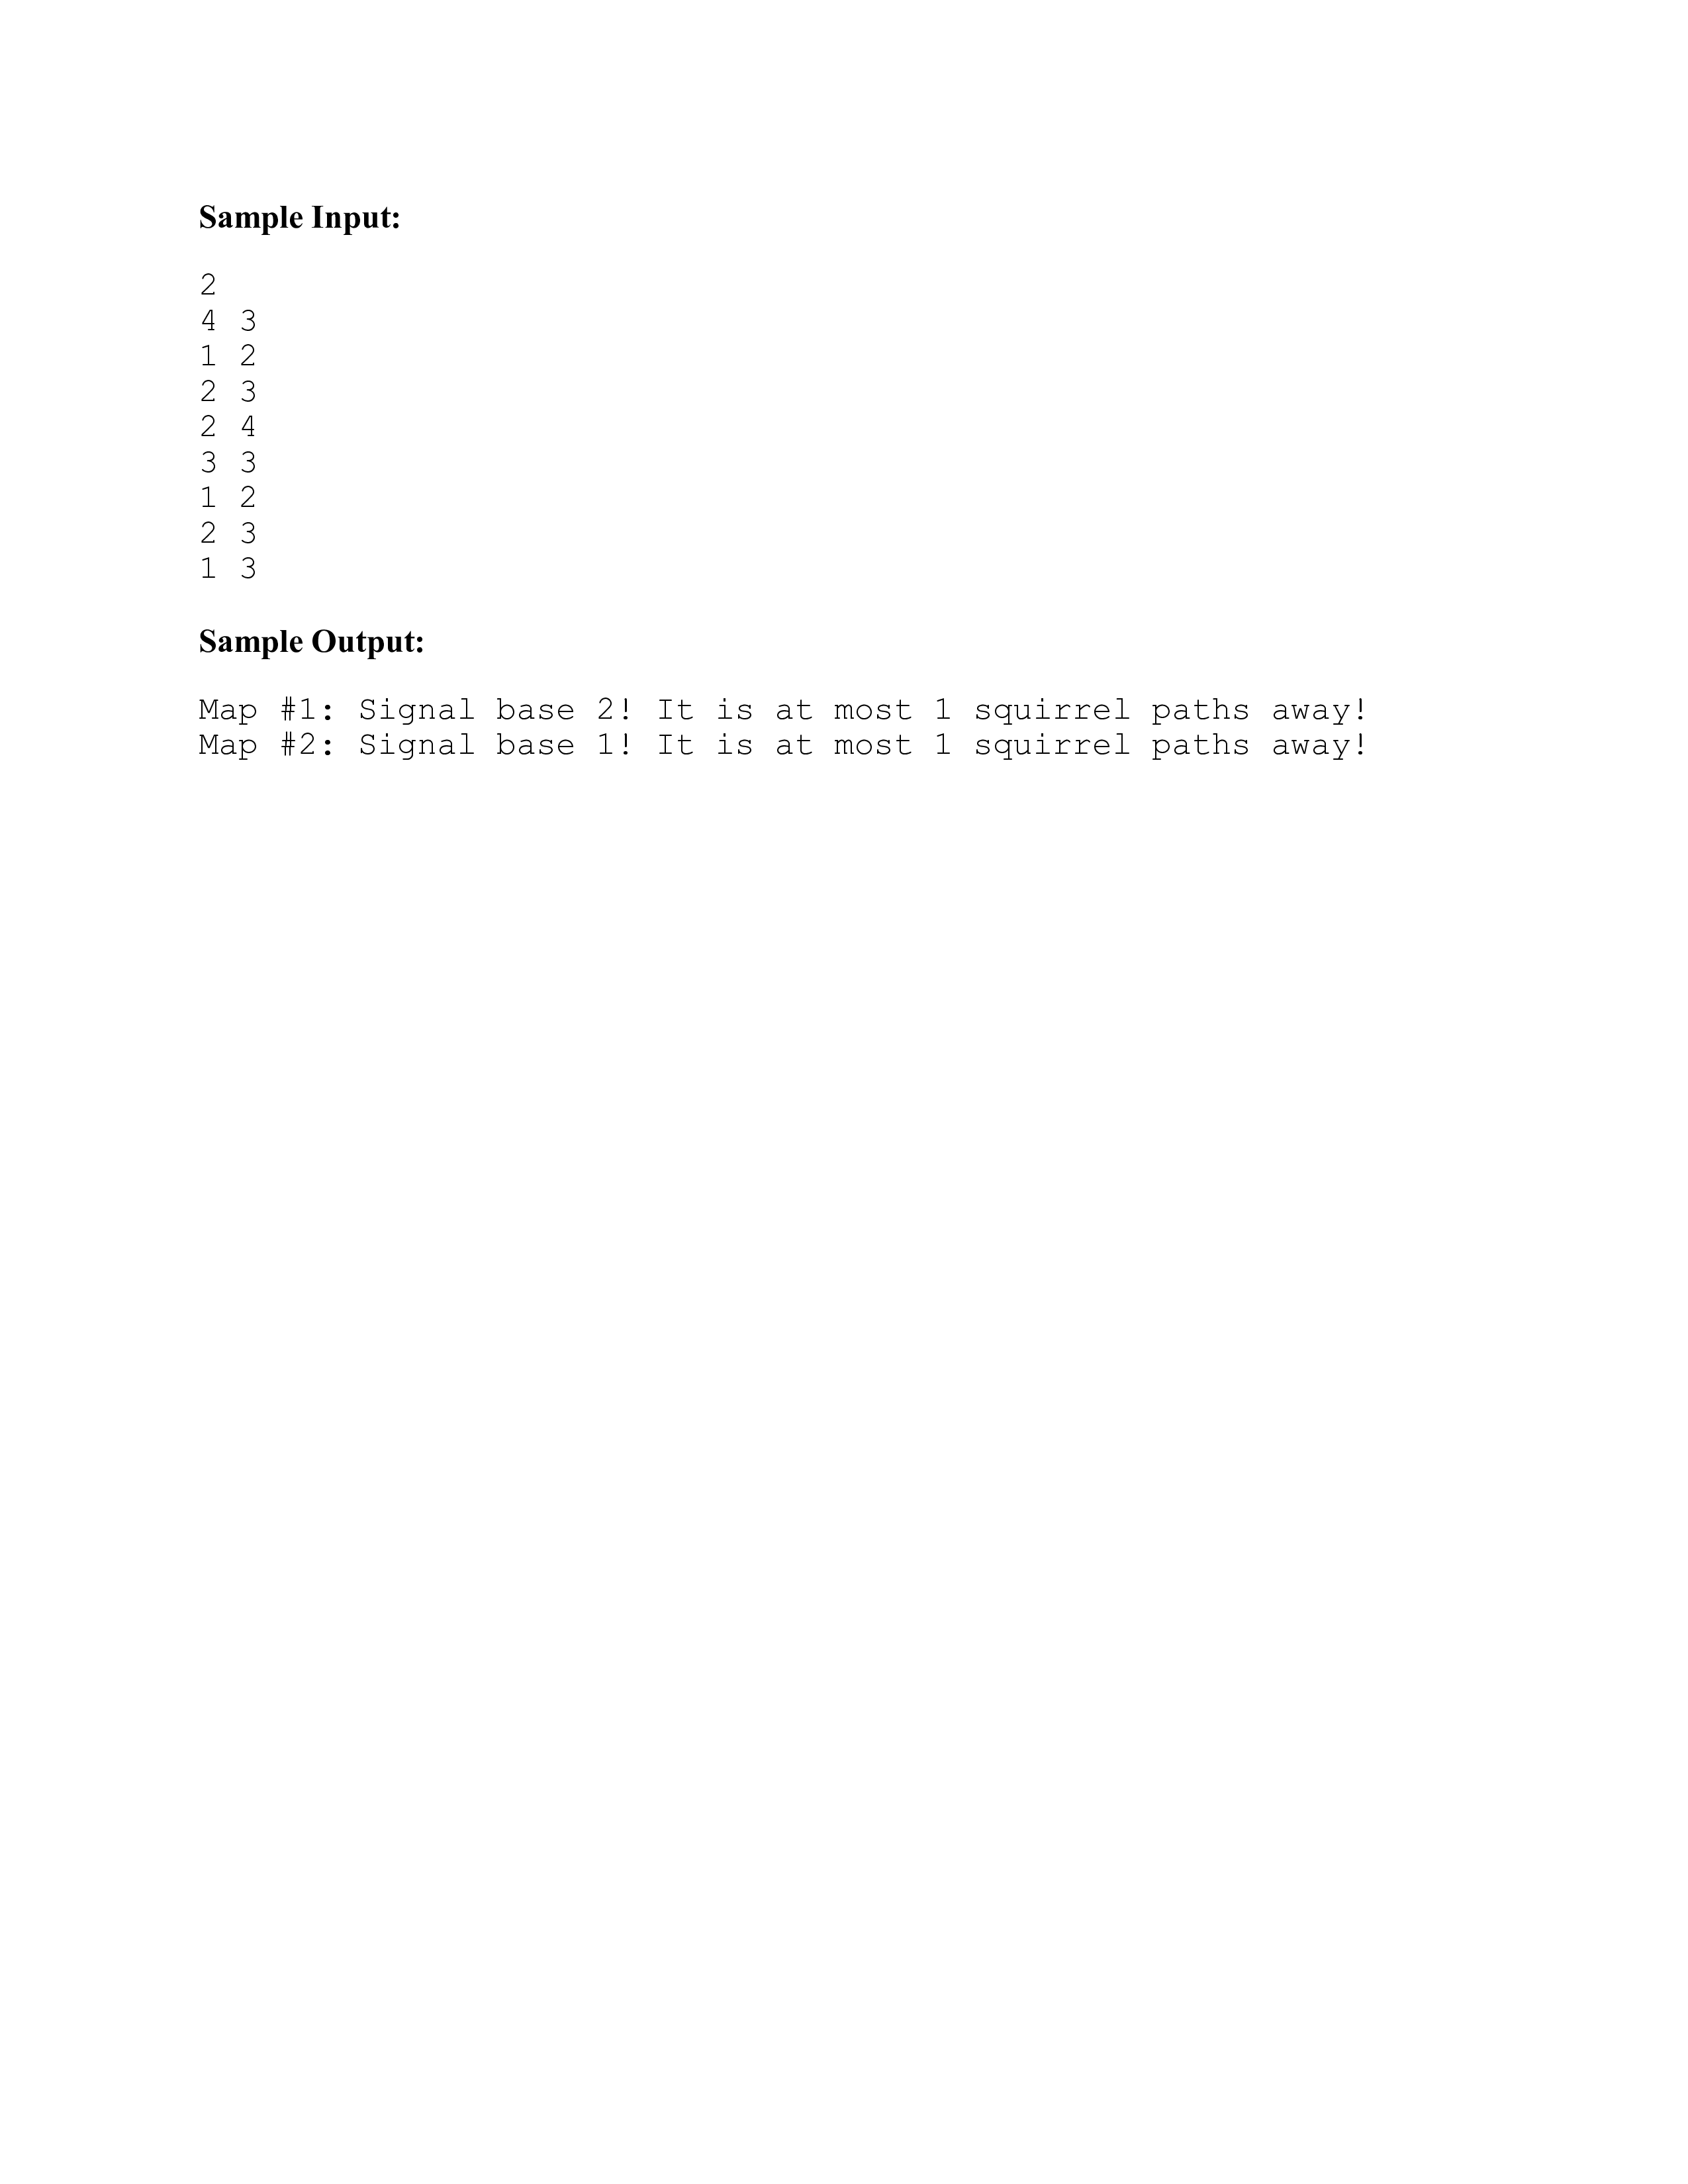 Sample Input:
2
4 3
1 2
2 3
2 4
3 3
1 2
2 3
1 3
Sample Output:
Map #1: Signal base 2! It is at most 1 squirrel paths away!
Map #2: Signal base 1! It is at most 1 squirrel paths away!